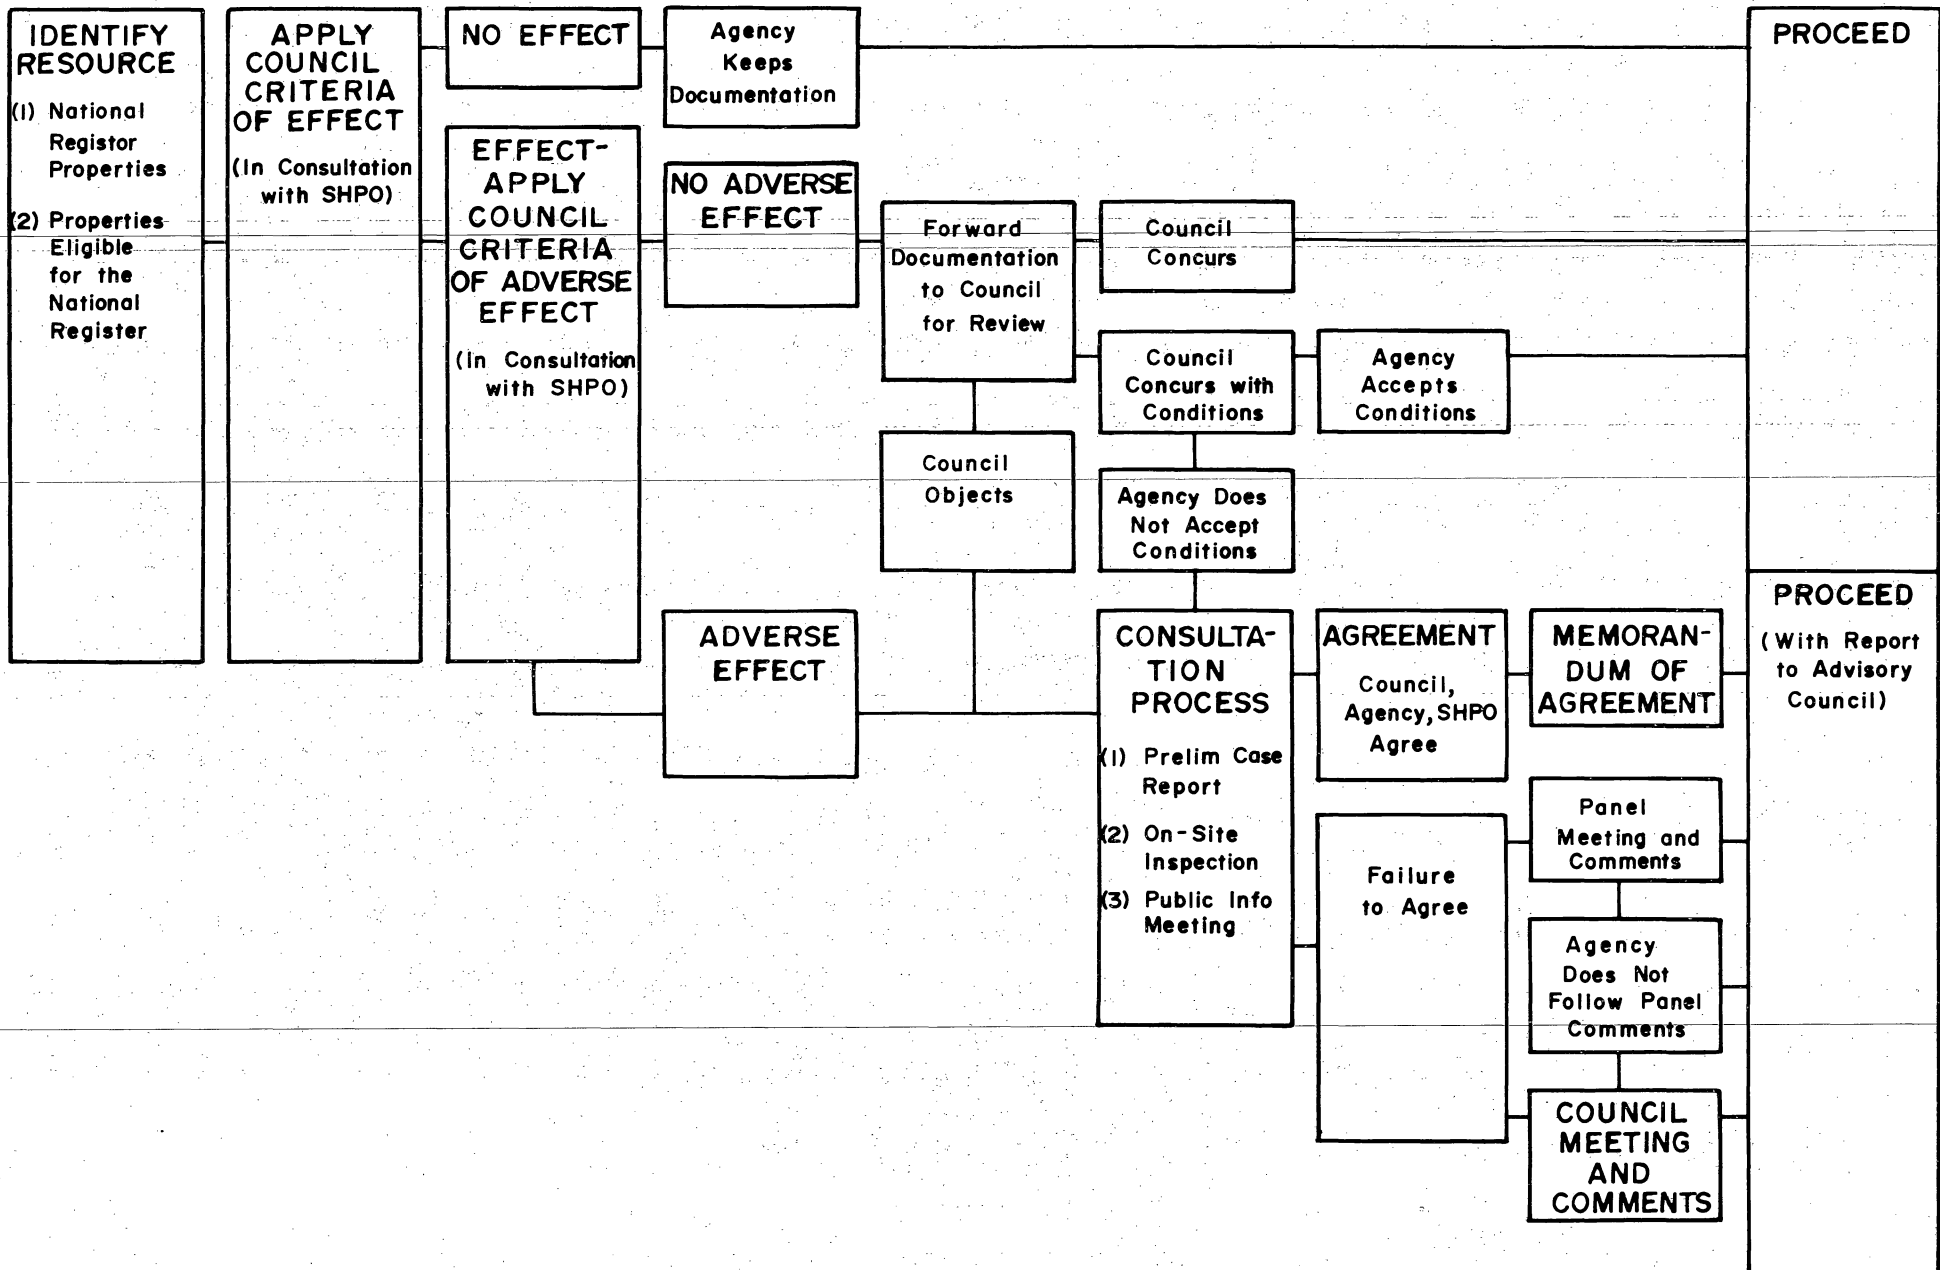 IDENTIFY
RESOURCE
(1) National
Registor
Properties
(2) Properties
Eligible
for the
National
Register
APPLY
COUNCIL
CRITERIA
OF EFFECT
(In Consultation
with SHPO)
NO EFFECT
EFFECT-
APPLY
COUNCIL
CRITERIA
OF ADVERSE
EFFECT
(In Consultation
with SHPO)
Agency
Keeps
Documentation
NO ADVERSE
EFFECT
ADVERSE
EFFECT
Forward
Documentation
to Council
for Review
Council
Objects
Council
Concurs
Council
Concurs with
Conditions
Agency Does
Not Accept
Conditions
CONSULTA-
TION
PROCESS
(1) Prelim Case
Report
(2) On-Site
Inspection
(3) Public Info
Meeting
Agency
Accepts
Conditions
AGREEMENT
Council,
Agency, SHPO
Agree
Failure
to Agree
MEMORAN-
DUM OF
AGREEMENT
Panel
Meeting and
Comments
Agency
Does Not
Follow Panel
Comments
COUNCIL
MEETING
AND
COMMENTS
PROCEED
PROCEED
(With Report
to Advisory
Council)